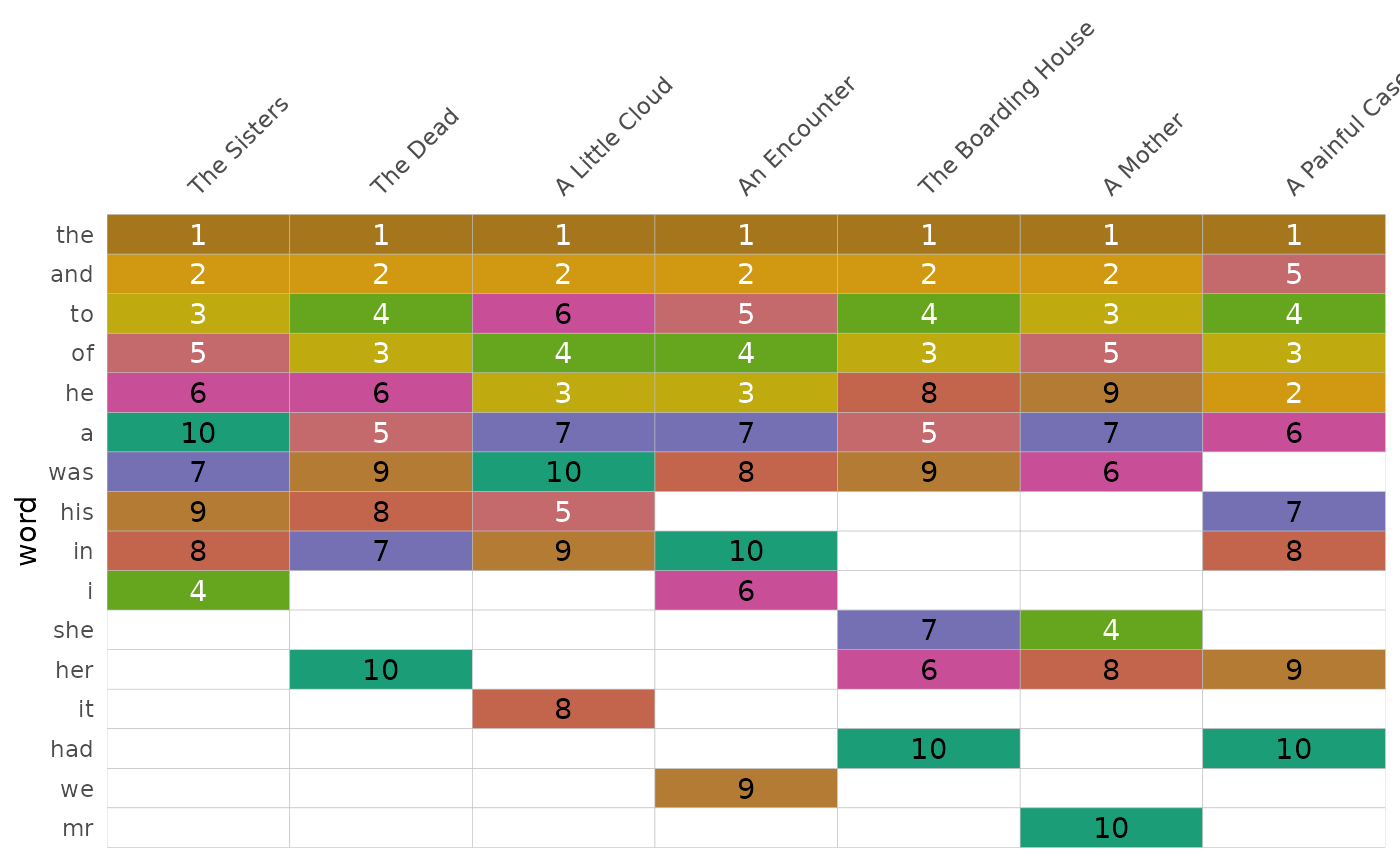 The Sisters The Dead A Little Cloud An Encounter The Boarding House A Mother A Painful Case
the 1 1 1 1 1 1 1
and 2 2 2 2 2 2 5
to 3 4 6 5 4 3 4
of 5 3 4 4 3 5 3
he 6 6 3 3 8 9 2
a 10 5 7 7 5 7 6
was 7 9 10 8 9 6
his 9 8 5 7
in 8 7 9 10 8
i 4 6
she 7 4
her 10 6 8 9
it 8
had 10 10
we 9
mr 10
word